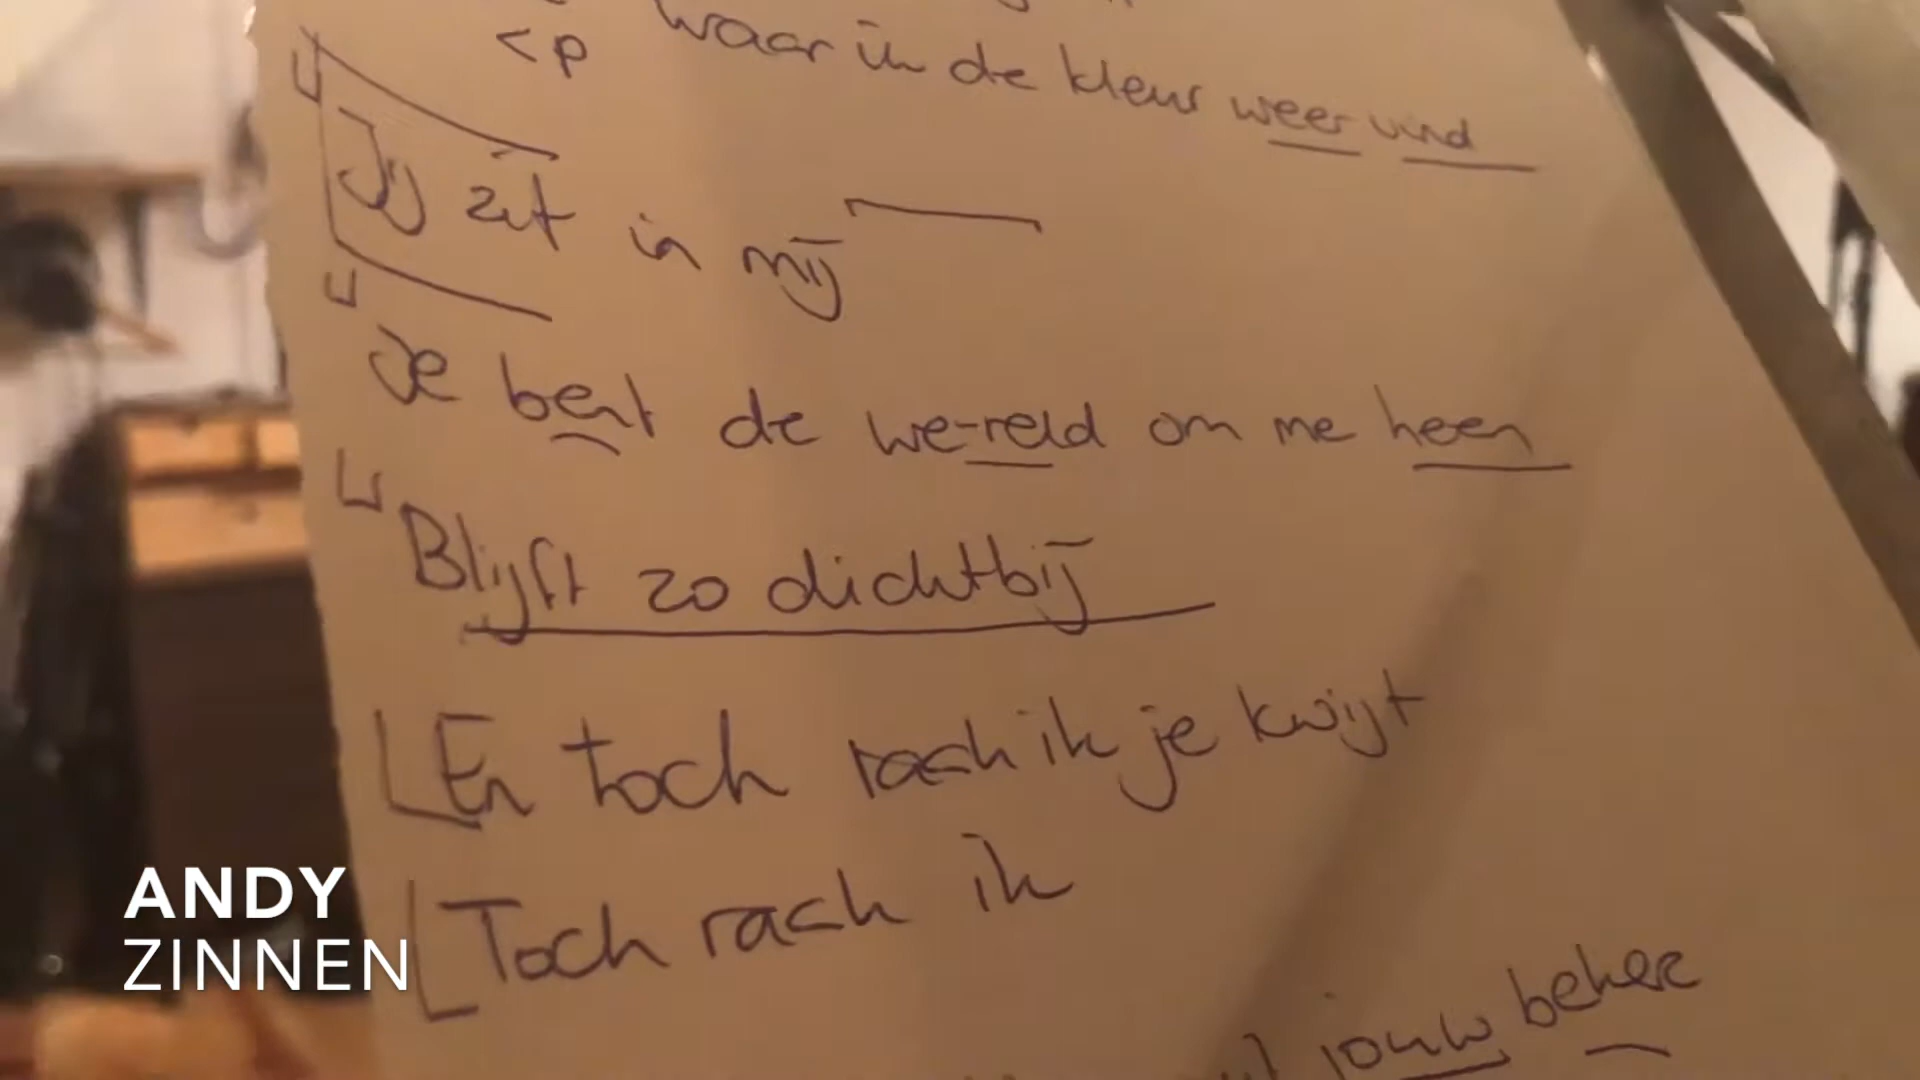 waar ik de kleur weer vind
<p
Jij zit in mij
Je bent de we-reld om me heen
Blijft zo dichtbij
En toch raak ik je kwijt
Toch raak ik
jouw
ANDY
ZINNEN